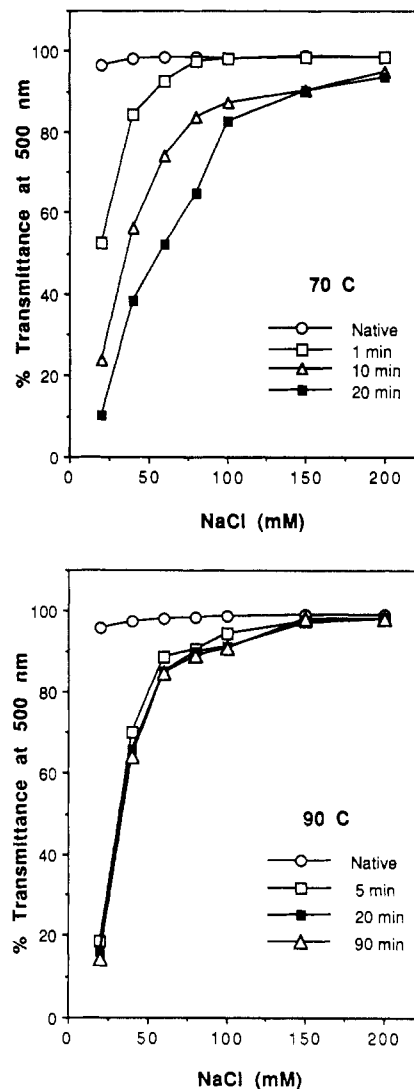 100
80
60
40
20
0
% Transmittance at 500 nm
70 C
Native
1 min
10 min
20 min
0 50 100 150 200
NaCl (mM)
100
80
60
40
20
0
% Transmittance at 500 nm
90 C
Native
5 min
20 min
90 min
0 50 100 150 200
NaCl (mM)